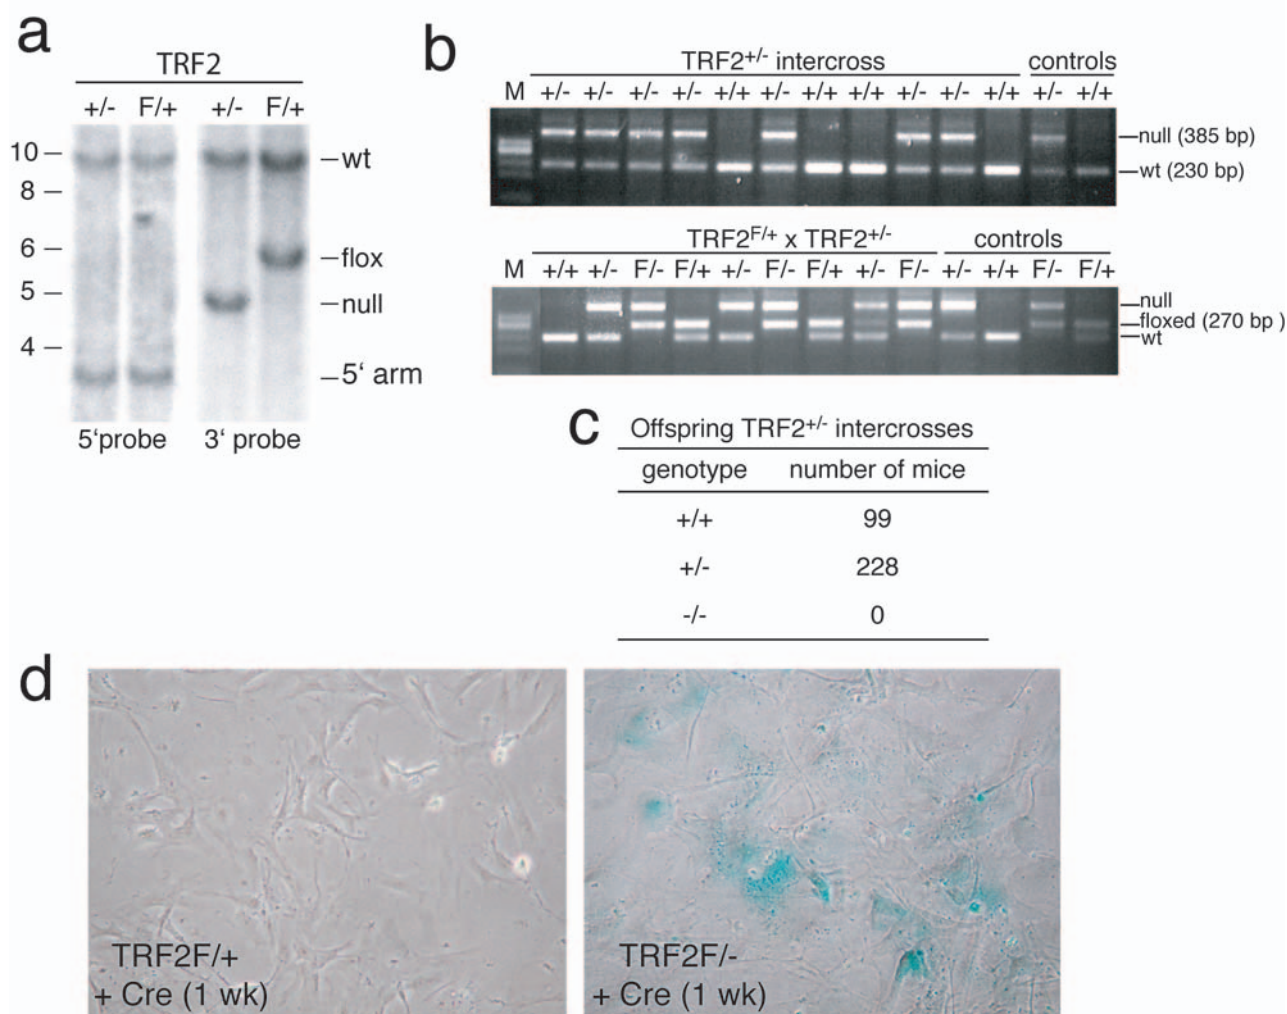 a
TRF2
+/- F/+ +/- F/+
10
8
6
5
4
wt
flox
null
5' arm
5'probe 3' probe
b
TRF2+/- intercross controls
M +/- +/- +/- +/- +/+ +/- +/+ +/+ +/- +/- +/+ +/- +/+
null (385 bp)
wt (230 bp)
TRF2F/+ x TRF2+/- controls
M +/+ +/- F/- F/+ +/- F/- F/+ +/- F/- +/- +/+ F/- F/+
null
floxed (270 bp)
wt
c
Offspring TRF2+/- intercrosses
genotype number of mice
+/+ 99
+/- 228
-/- 0
d
TRF2F/+
+ Cre (1 wk)
TRF2F/-
+ Cre (1 wk)